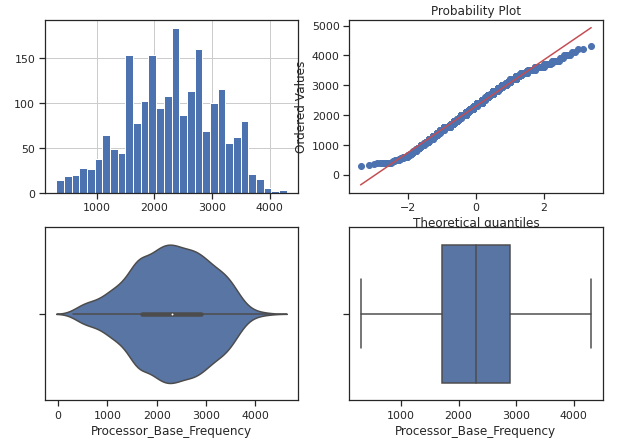 Probability Plot
150
100
50
0
1000 2000 3000 4000
Ordered Values
5000
4000
3000
2000
1000
0
−2 0 2
Theoretical quantiles
0 1000 2000 3000 4000
Processor_Base_Frequency
1000 2000 3000 4000
Processor_Base_Frequency